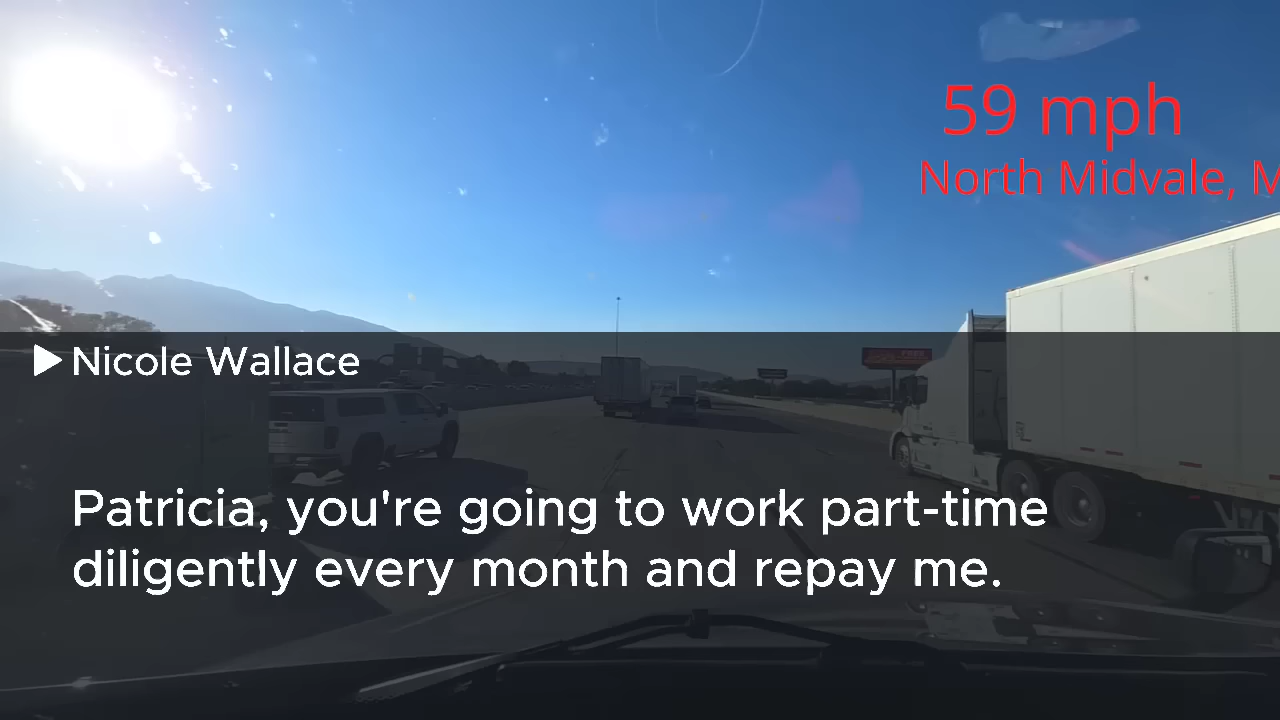 59 mph
North Midvale, M
Nicole Wallace
Patricia, you're going to work part-time
diligently every month and repay me.